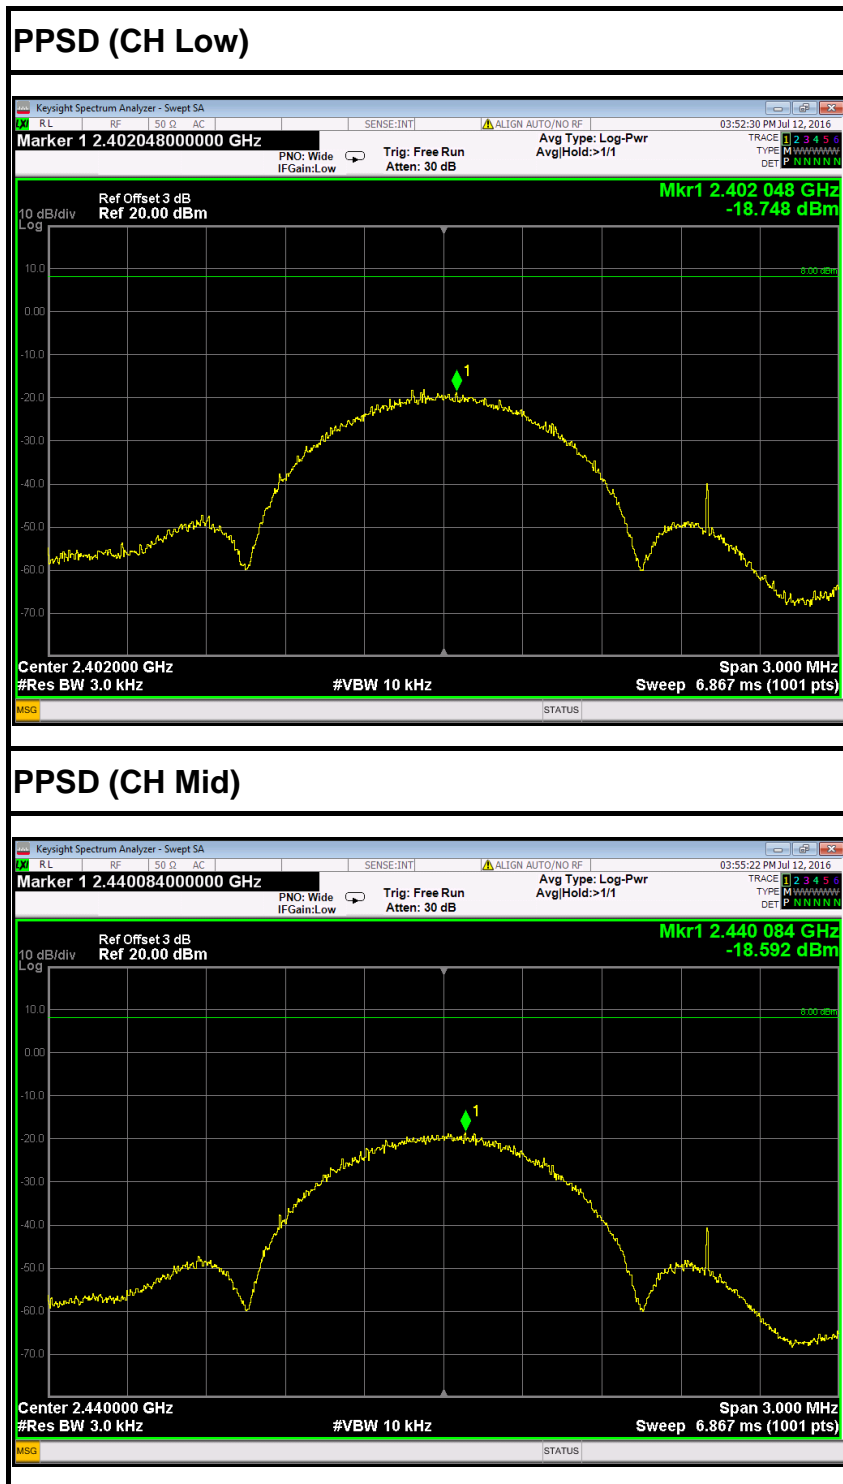 PPSD (CH Low)
Keysight Spectrum Analyzer - Swept SA
LXI RL RF 50 Ω AC SENSE:INT ALIGN AUTO/NO RF 03:52:30 PM Jul 12, 2016
Marker 1 2.402048000000 GHz
PNO: Wide
IFGain:Low
Trig: Free Run
Atten: 30 dB
Avg Type: Log-Pwr
Avg|Hold:>1/1
TRACE 1 2 3 4 5 6
TYPE M WWWWW
DET P N N N N N
Mkr1 2.402 048 GHz
-18.748 dBm
Ref Offset 3 dB
10 dB/div Ref 20.00 dBm
Log
10.0
8.00 dBm
0.00
-10.0
1
-20.0
-30.0
-40.0
-50.0
-60.0
-70.0
Center 2.402000 GHz Span 3.000 MHz
#Res BW 3.0 kHz #VBW 10 kHz Sweep 6.867 ms (1001 pts)
MSG STATUS
PPSD (CH Mid)
Keysight Spectrum Analyzer - Swept SA
LXI RL RF 50 Ω AC SENSE:INT ALIGN AUTO/NO RF 03:55:22 PM Jul 12, 2016
Marker 1 2.440084000000 GHz
PNO: Wide
IFGain:Low
Trig: Free Run
Atten: 30 dB
Avg Type: Log-Pwr
Avg|Hold:>1/1
TRACE 1 2 3 4 5 6
TYPE M WWWWW
DET P N N N N N
Mkr1 2.440 084 GHz
-18.592 dBm
Ref Offset 3 dB
10 dB/div Ref 20.00 dBm
Log
10.0
8.00 dBm
0.00
-10.0
1
-20.0
-30.0
-40.0
-50.0
-60.0
-70.0
Center 2.440000 GHz Span 3.000 MHz
#Res BW 3.0 kHz #VBW 10 kHz Sweep 6.867 ms (1001 pts)
MSG STATUS